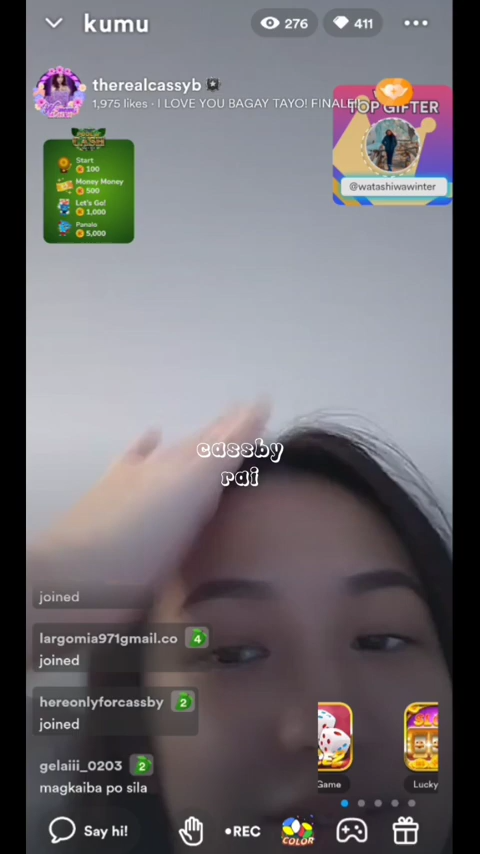 kumu
276
411
therealcassyb
1,975 likes · I LOVE YOU BAGAY TAYO! FINALE!
TOP GIFTER
@watashiwawinter
Start
100
Money Money
500
Let's Go!
1,000
Panalo
5,000
cassby
rai
joined
largomia971gmail.co 4
joined
hereonlyforcassby 2
joined
gelaiii_0203 2
magkaiba po sila
Game
Lucky
Say hi!
•REC
COLOR